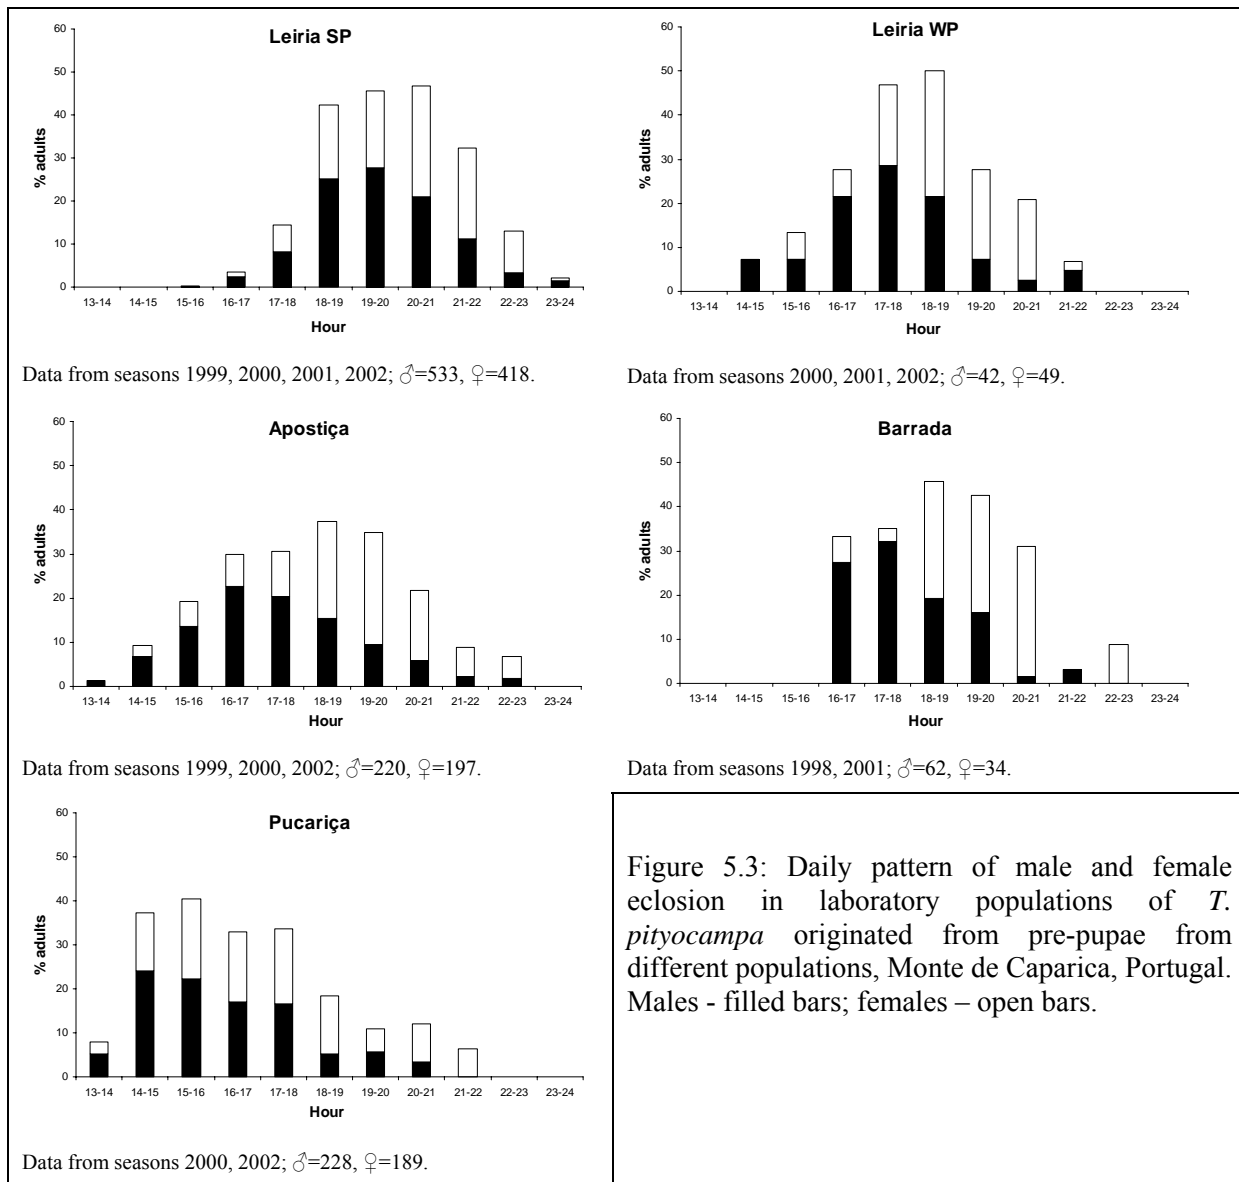 Leiria SP
60
50
40
30
20
10
0
% adults
13-14 14-15 15-16 16-17 17-18 18-19 19-20 20-21 21-22 22-23 23-24
Hour
Data from seasons 1999, 2000, 2001, 2002; ♂=533, ♀=418.
Leiria WP
60
50
40
30
20
10
0
% adults
13-14 14-15 15-16 16-17 17-18 18-19 19-20 20-21 21-22 22-23 23-24
Hour
Data from seasons 2000, 2001, 2002; ♂=42, ♀=49.
Apostiça
60
50
40
30
20
10
0
% adults
13-14 14-15 15-16 16-17 17-18 18-19 19-20 20-21 21-22 22-23 23-24
Hour
Data from seasons 1999, 2000, 2002; ♂=220, ♀=197.
Barrada
60
50
40
30
20
10
0
% adults
13-14 14-15 15-16 16-17 17-18 18-19 19-20 20-21 21-22 22-23 23-24
Hour
Data from seasons 1998, 2001; ♂=62, ♀=34.
Pucariça
60
50
40
30
20
10
0
% adults
13-14 14-15 15-16 16-17 17-18 18-19 19-20 20-21 21-22 22-23 23-24
Hour
Data from seasons 2000, 2002; ♂=228, ♀=189.
Figure 5.3: Daily pattern of male and female
eclosion in laboratory populations of T.
pityocampa originated from pre-pupae from
different populations, Monte de Caparica, Portugal.
Males - filled bars; females – open bars.